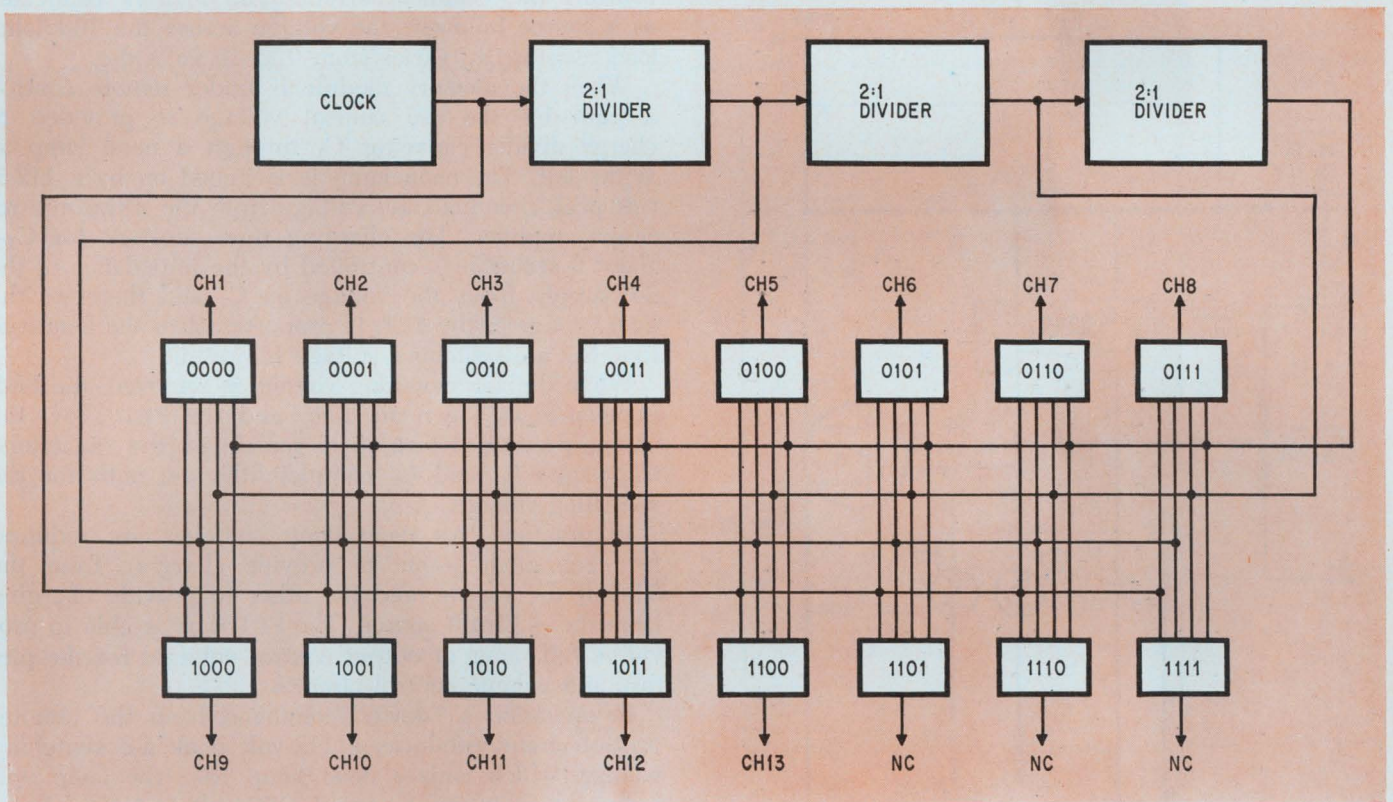 CLOCK
2:1
DIVIDER
2:1
DIVIDER
2:1
DIVIDER
CH1
CH2
CH3
CH4
CH5
CH6
CH7
CH8
0000
0001
0010
0011
0100
0101
0110
0111
1000
1001
1010
1011
1100
1101
1110
1111
CH9
CH10
CH11
CH12
CH13
NC
NC
NC